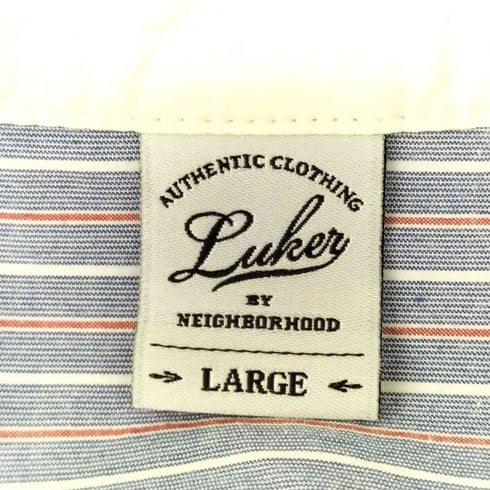 AUTHENTIC CLOTHING
Luker
BY
NEIGHBORHOOD
LARGE